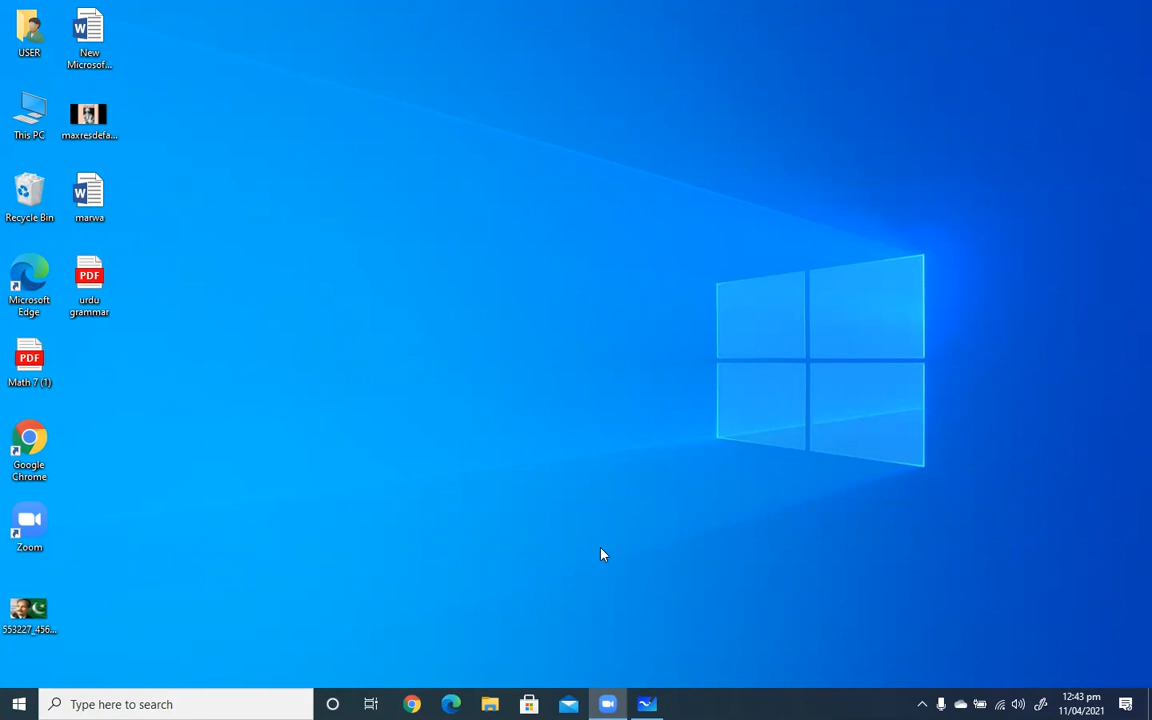 USER
New
Microsof...
This PC
maxresdefa...
Recycle Bin
marwa
Microsoft
Edge
PDF
urdu
grammar
PDF
Math 7 (1)
Google
Chrome
Zoom
553227_456...
Type here to search
12:43 pm
11/04/2021